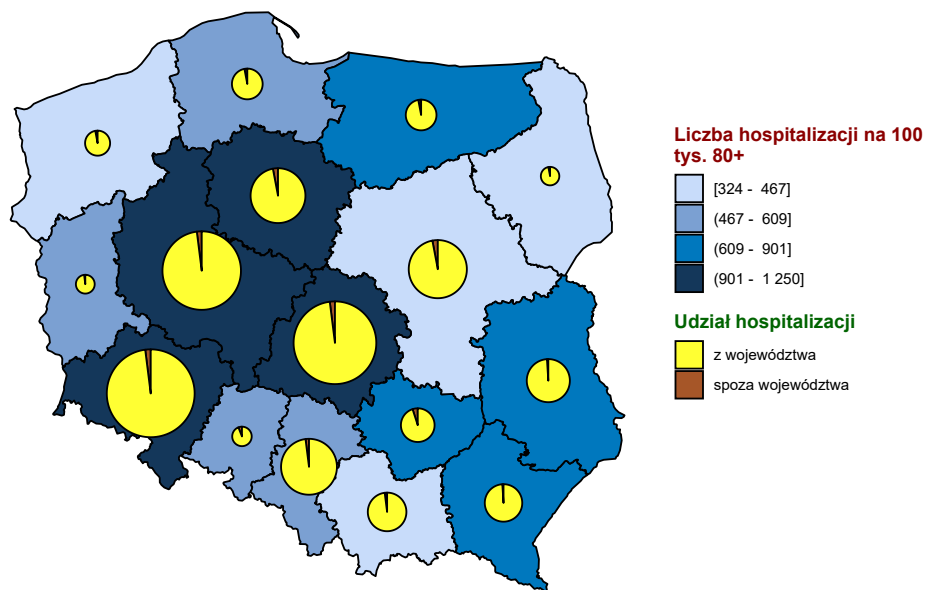 Liczba hospitalizacji na 100
tys. 80+
[324 - 467]
(467 - 609]
(609 - 901]
(901 - 1 250]
Udział hospitalizacji
z województwa
spoza województwa